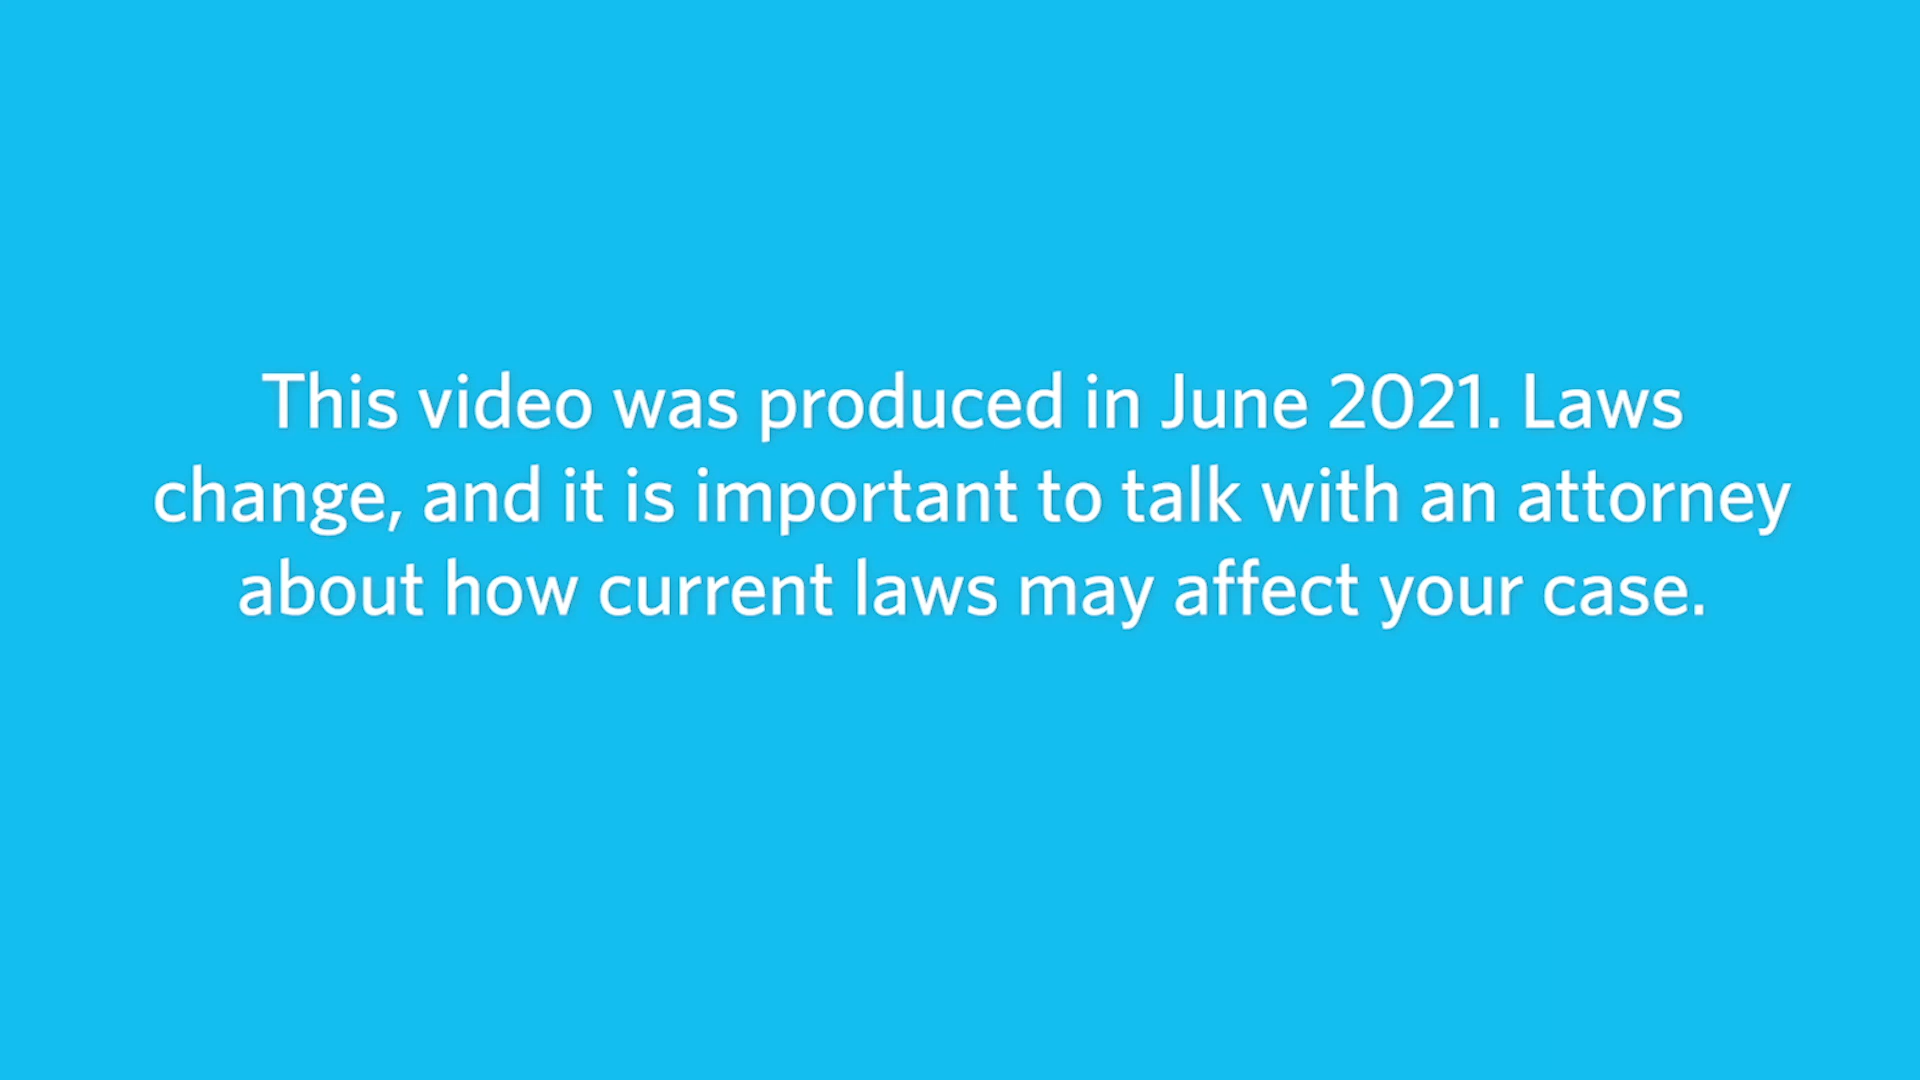 This video was produced in June 2021. Laws
change, and it is important to talk with an attorney
about how current laws may affect your case.